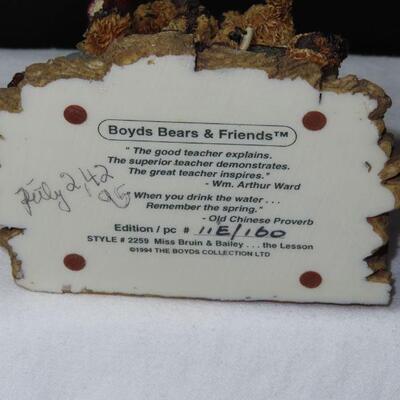 Boyds Bears & Friends™
" The good teacher explains.
The superior teacher demonstrates.
The great teacher inspires."
- Wm. Arthur Ward
When you drink the water . . .
Remember the spring."
- Old Chinese Proverb
Edition / pc # 11E/160
STYLE # 2259 Miss Bruin & Bailey . . . the Lesson
©1994 THE BOYDS COLLECTION LTD